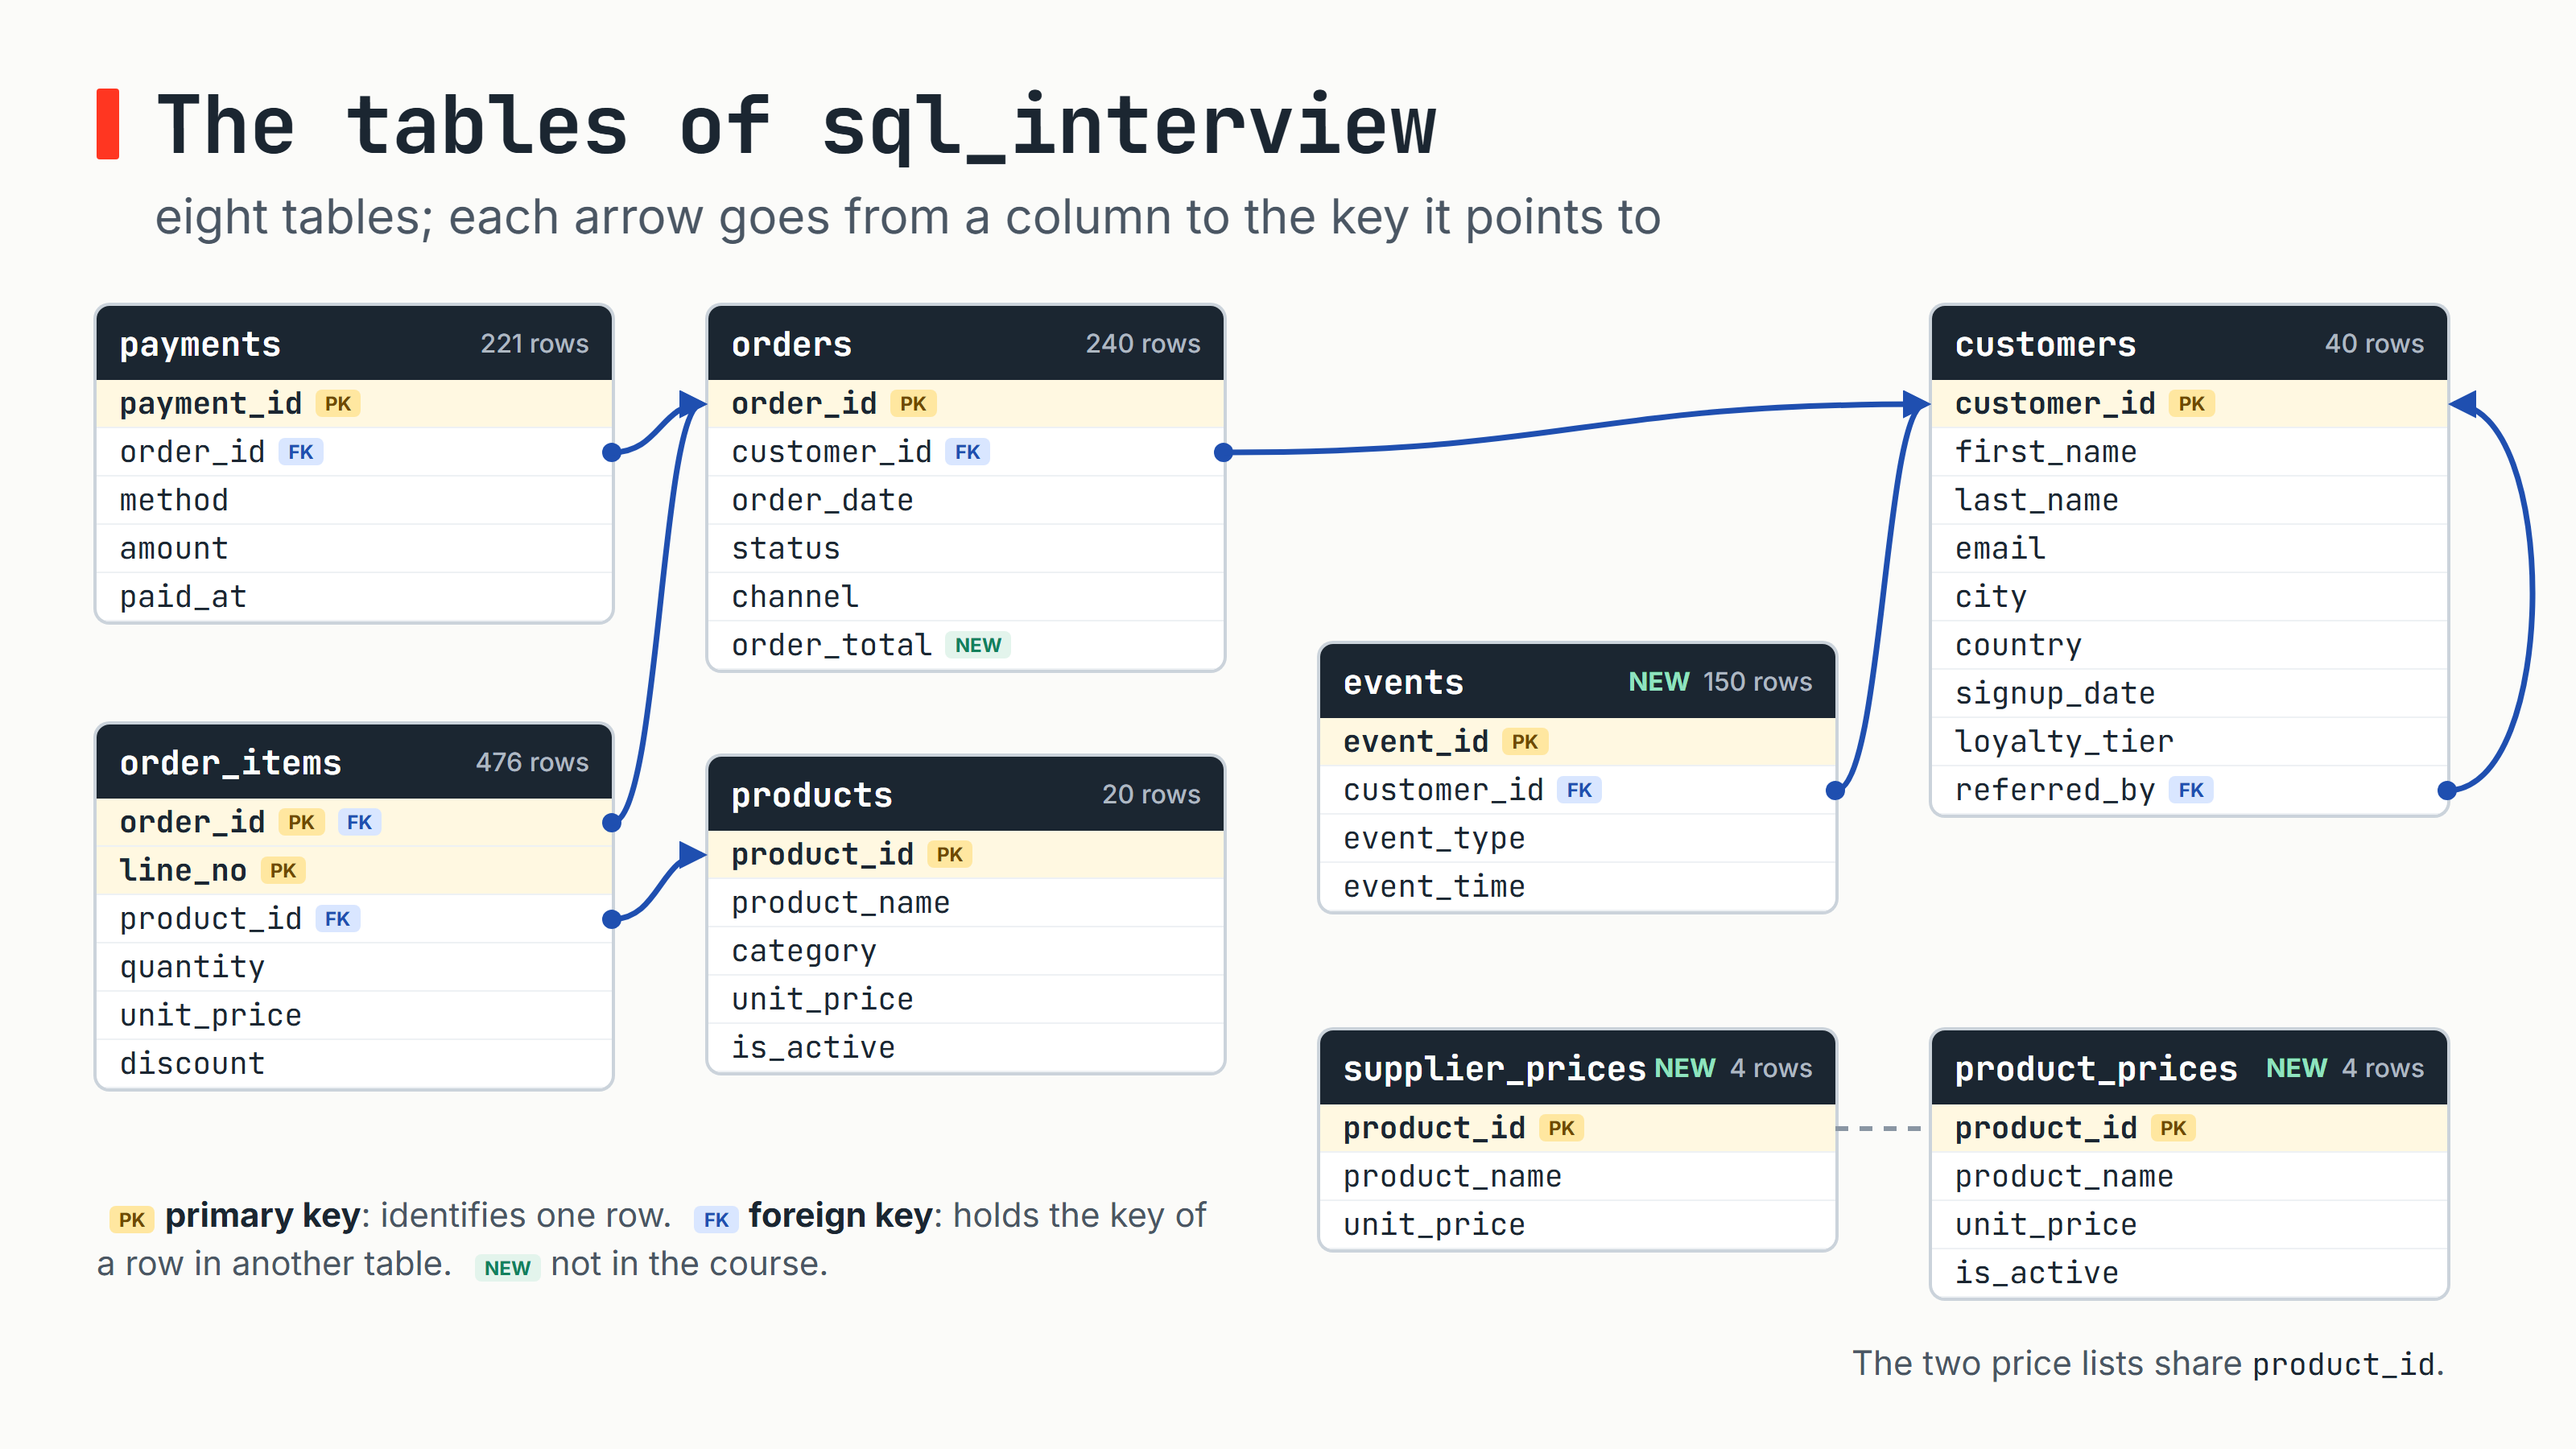 The tables of sql_interview
eight tables; each arrow goes from a column to the key it points to
payments 221 rows
payment_id PK
order_id FK
method
amount
paid_at
orders 240 rows
order_id PK
customer_id FK
order_date
status
channel
order_total NEW
customers 40 rows
customer_id PK
first_name
last_name
email
city
country
signup_date
loyalty_tier
referred_by FK
order_items 476 rows
order_id PK FK
line_no PK
product_id FK
quantity
unit_price
discount
products 20 rows
product_id PK
product_name
category
unit_price
is_active
events NEW 150 rows
event_id PK
customer_id FK
event_type
event_time
supplier_prices NEW 4 rows
product_id PK
product_name
unit_price
product_prices NEW 4 rows
product_id PK
product_name
unit_price
is_active
PK primary key: identifies one row. FK foreign key: holds the key of
a row in another table. NEW not in the course.
The two price lists share product_id.